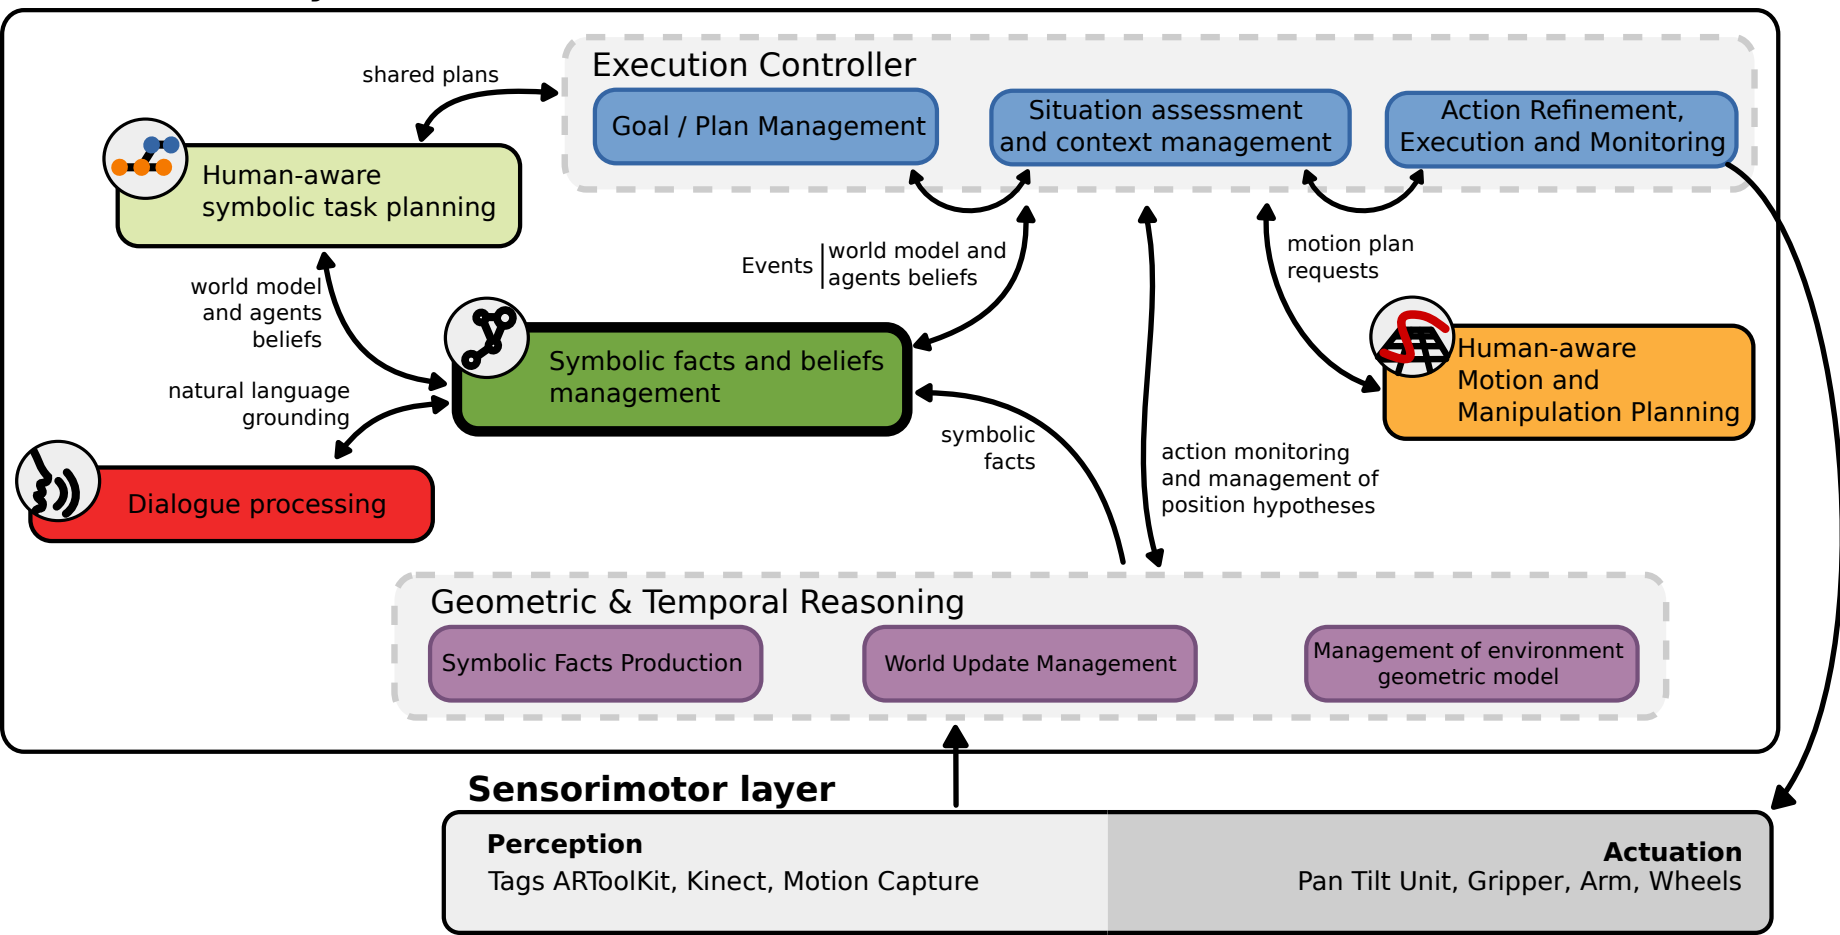 Execution Controller
shared plans
Goal / Plan Management
Situation assessment
and context management
Action Refinement,
Execution and Monitoring
Human-aware
symbolic task planning
Events
world model and
agents beliefs
motion plan
requests
world model
and agents
beliefs
Symbolic facts and beliefs
management
Human-aware
Motion and
Manipulation Planning
natural language
grounding
symbolic
facts
action monitoring
and management of
position hypotheses
Dialogue processing
Geometric & Temporal Reasoning
Symbolic Facts Production
World Update Management
Management of environment
geometric model
Sensorimotor layer
Perception
Tags ARToolKit, Kinect, Motion Capture
Actuation
Pan Tilt Unit, Gripper, Arm, Wheels